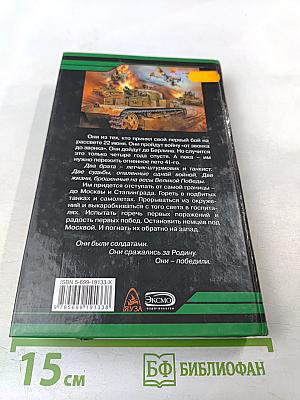 Они из тех, кто принял свой первый бой на
рассвете 22 июня. Они пройдут войну «от звонка
до звонка». Они дойдут до Берлина. Но случится
это только четыре года спустя. А пока – им
нужно пережить огненное лето 41-го.
Два брата – летчик-штурмовик и танкист.
Две судьбы, опаленные одной войной. Две
жизни, брошенные на весы Великой Победы.
Им придется отступать от самой границы –
до Москвы и Сталинграда. Гореть в подбитых
танках и самолетах. Прорываться из окруже-
ний и выкарабкиваться с того света в госпита-
лях. Испытать горечь первых поражений и
радость первых побед. Остановить немцев под
Москвой. И погнать их обратно на запад.
Они были солдатами.
Они сражались за Родину.
Они – победили.
ISBN 5-699-19133-X
9 785699 191338
ЯУЗА
ЭКСМО
ИЗДАТЕЛЬСТВО
15 см
БФ БИБЛИОФАН